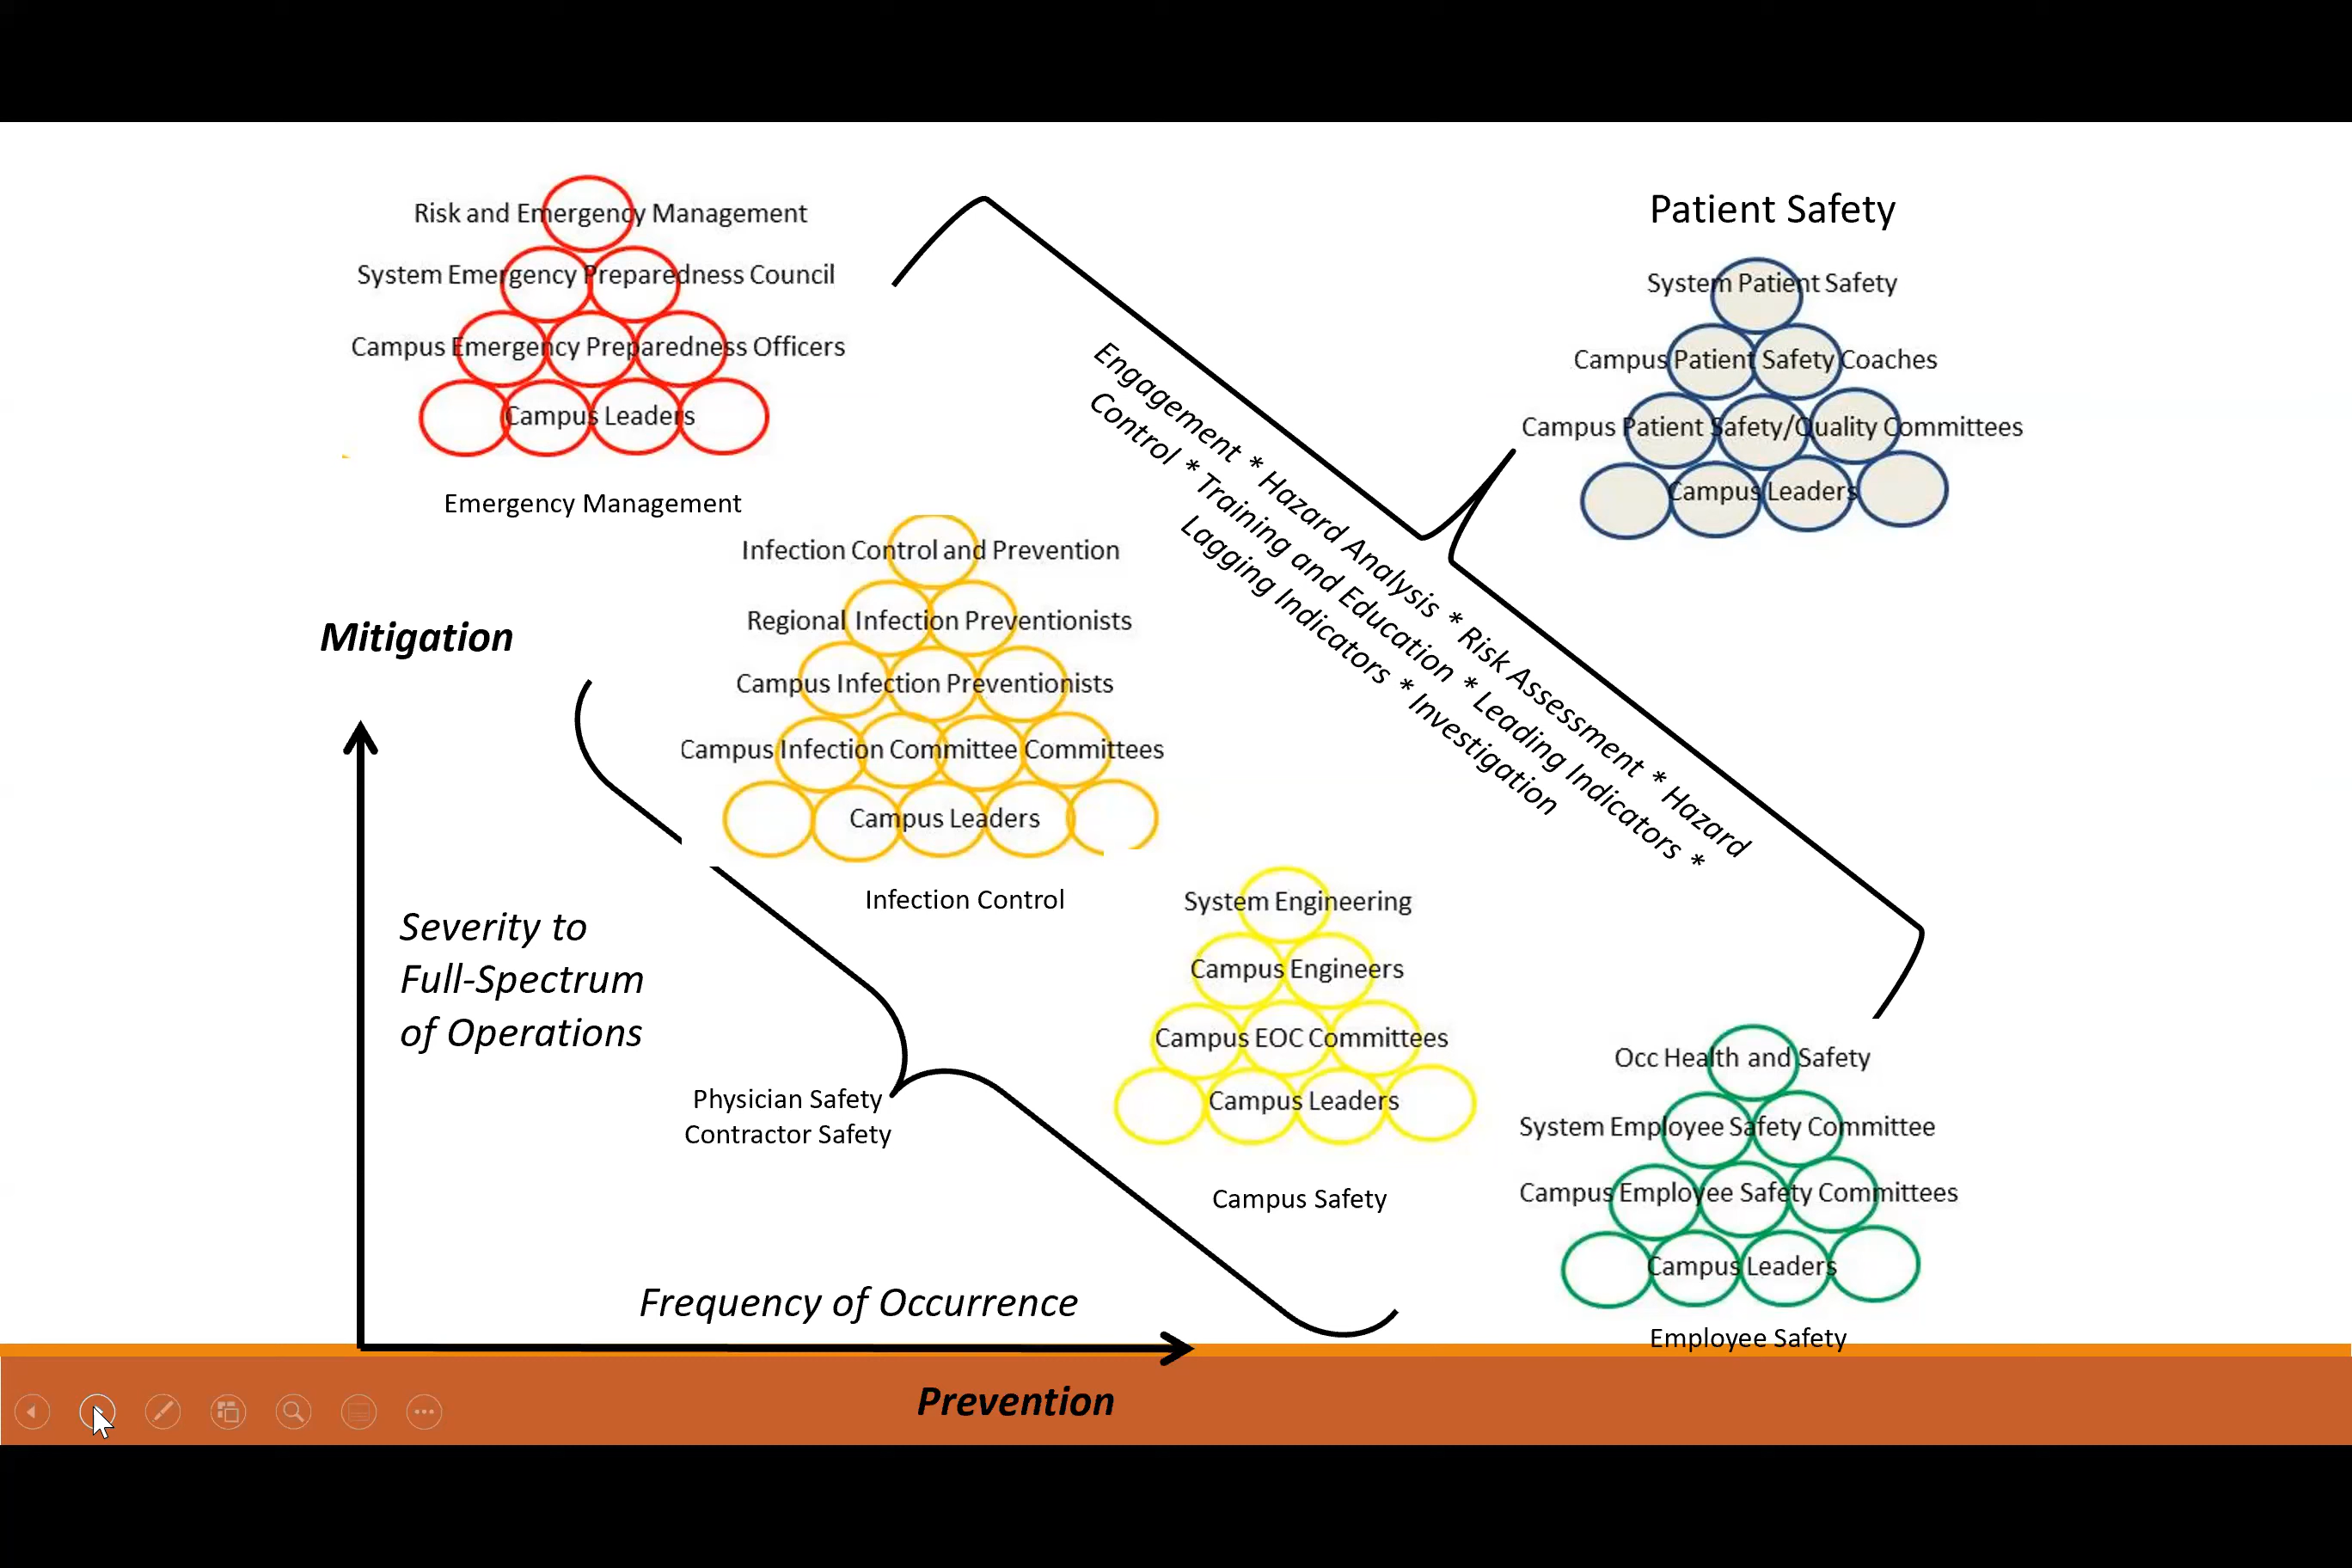 Risk and Emergency Management
System Emergency Preparedness Council
Campus Emergency Preparedness Officers
Campus Leaders
Emergency Management
Patient Safety
System Patient Safety
Campus Patient Safety Coaches
Campus Patient Safety/Quality Committees
Campus Leaders
Engagement * Hazard Analysis * Risk Assessment * Hazard
Control * Training and Education * Leading Indicators *
Lagging Indicators * Investigation
Infection Control and Prevention
Regional Infection Preventionists
Campus Infection Preventionists
Campus Infection Committee Committees
Campus Leaders
Infection Control
Mitigation
Severity to
Full-Spectrum
of Operations
Physician Safety
Contractor Safety
System Engineering
Campus Engineers
Campus EOC Committees
Campus Leaders
Campus Safety
Occ Health and Safety
System Employee Safety Committee
Campus Employee Safety Committees
Campus Leaders
Employee Safety
Frequency of Occurrence
Prevention